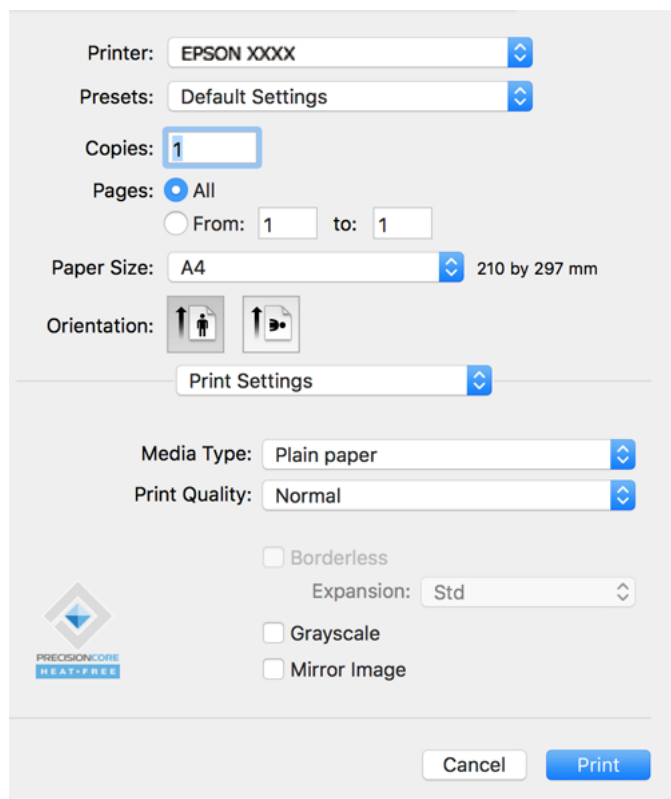 Printer: EPSON XXXX
Presets: Default Settings
Copies: 1
Pages: All
From: 1 to: 1
Paper Size: A4 210 by 297 mm
Orientation:
Print Settings
Media Type: Plain paper
Print Quality: Normal
Borderless
Expansion: Std
Grayscale
Mirror Image
PRECISIONCORE
HEAT•FREE
Cancel Print